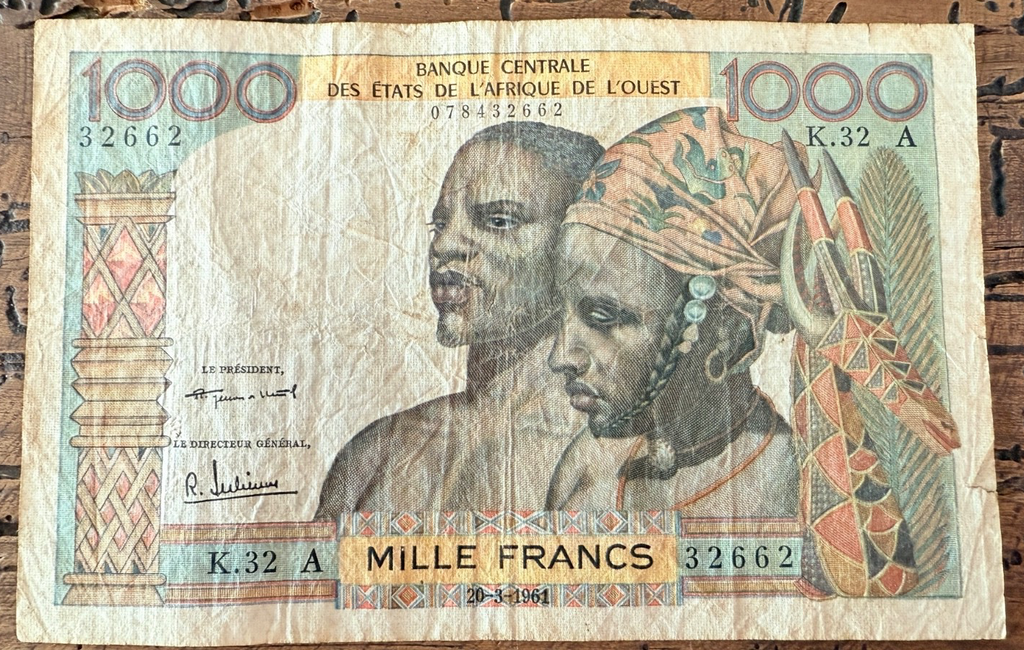 1000
BANQUE CENTRALE
DES ÉTATS DE L'AFRIQUE DE L'OUEST
1000
078432662
32662
K.32 A
LE PRÉSIDENT,
LE DIRECTEUR GÉNÉRAL,
R. Julienne
K.32 A
MiLLE FRANCS
32662
20-3-1961